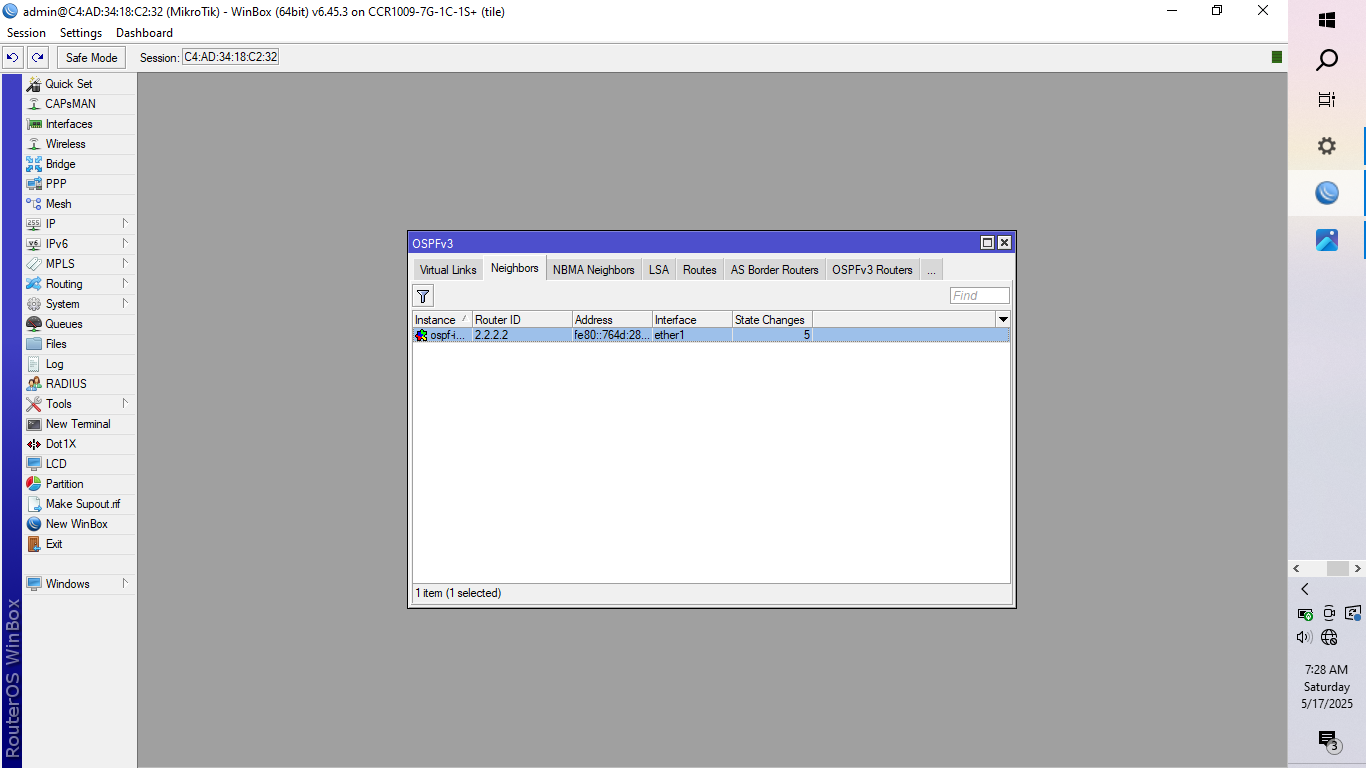 admin@C4:AD:34:18:C2:32 (MikroTik) - WinBox (64bit) v6.45.3 on CCR1009-7G-1C-1S+ (tile)
Session Settings Dashboard
Safe Mode Session: C4:AD:34:18:C2:32
Quick Set
CAPsMAN
Interfaces
Wireless
Bridge
PPP
Mesh
IP
IPv6
MPLS
Routing
System
Queues
Files
Log
RADIUS
Tools
New Terminal
Dot1X
LCD
Partition
Make Supout.rif
New WinBox
Exit
Windows
RouterOS WinBox
OSPFv3
Virtual Links Neighbors NBMA Neighbors LSA Routes AS Border Routers OSPFv3 Routers ...
Find
Instance Router ID Address Interface State Changes
ospf-i... 2.2.2.2 fe80::764d:28... ether1 5
1 item (1 selected)
7:28 AM
Saturday
5/17/2025
3